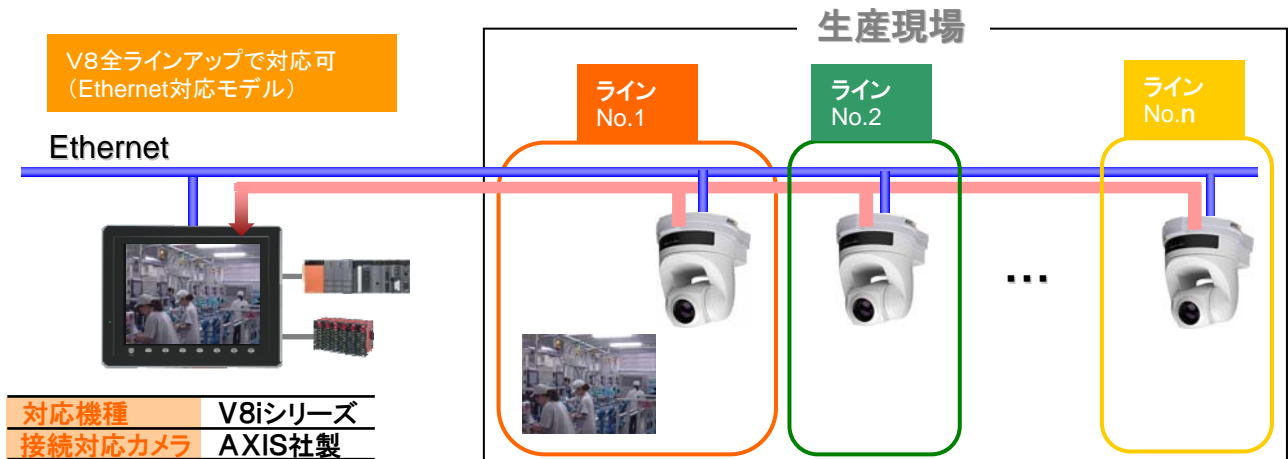 V8全ラインアップで対応可
（Ethernet対応モデル）
Ethernet
生産現場
ライン
No.1
ライン
No.2
ライン
No.n
…
対応機種 V8iシリーズ
接続対応カメラ AXIS社製